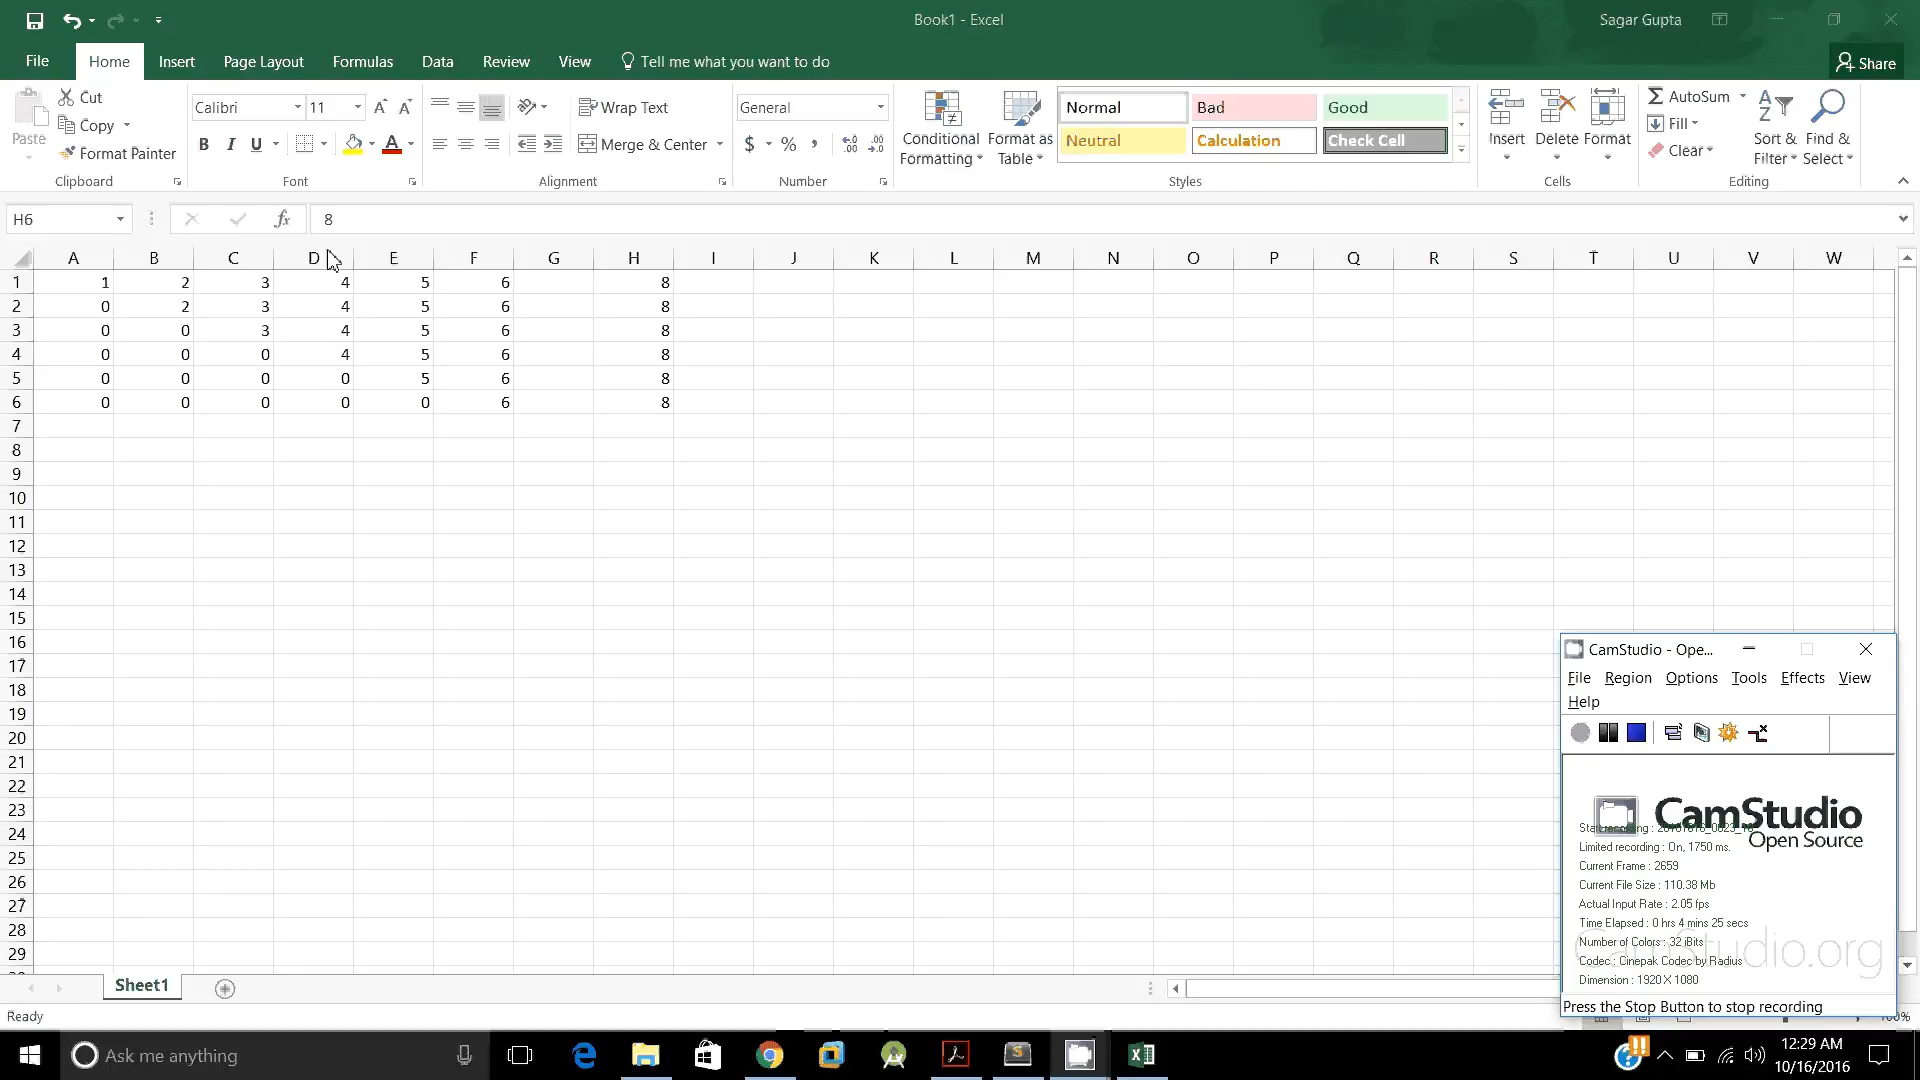 Book1 - Excel
Sagar Gupta
File Home Insert Page Layout Formulas Data Review View Tell me what you want to do
Share
Paste
Cut
Copy
Format Painter
Clipboard
Calibri 11
B I U
Font
Wrap Text
Merge & Center
Alignment
General
$ % ,
Number
Conditional Formatting
Format as Table
Normal Bad Good
Neutral Calculation Check Cell
Styles
Insert Delete Format
Cells
AutoSum
Fill
Clear
Sort & Filter
Find & Select
Editing
H6 fx 8
A B C D E F G H I J K L M N O P Q R S T U V W
1 1 2 3 4 5 6 8
2 0 2 3 4 5 6 8
3 0 0 3 4 5 6 8
4 0 0 0 4 5 6 8
5 0 0 0 0 5 6 8
6 0 0 0 0 0 6 8
7
8
9
10
11
12
13
14
15
16
17
18
19
20
21
22
23
24
25
26
27
28
29
CamStudio - Ope...
File Region Options Tools Effects View
Help
CamStudio
Open Source
Limited recording : On, 1750 ms.
Current Frame : 2659
Current File Size : 110.38 Mb
Actual Input Rate : 2.05 fps
Time Elapsed : 0 hrs 4 mins 25 secs
Number of Colors : 32 Bits
Codec : Cinepak Codec by Radius
Dimension : 1920 X 1080
CamStudio.org
Press the Stop Button to stop recording
Sheet1
Ready
Ask me anything
12:29 AM
10/16/2016